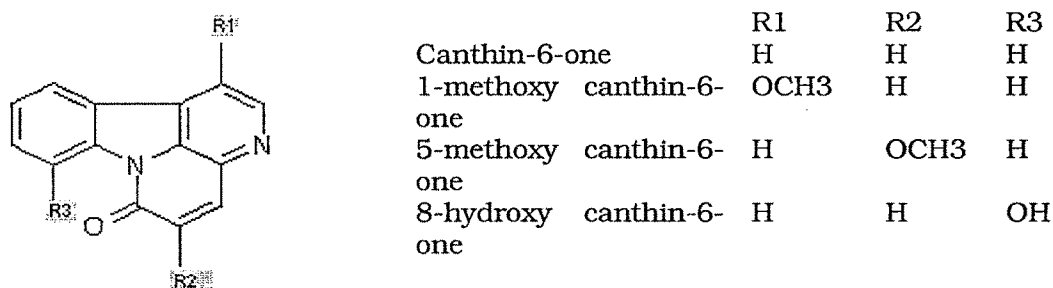 R1
R1 R2 R3
Canthin-6-one H H H
1-methoxy canthin-6- OCH3 H H
one
N
5-methoxy canthin-6- H OCH3 H
one
N
R3
8-hydroxy canthin-6- H H OH
O
one
R2